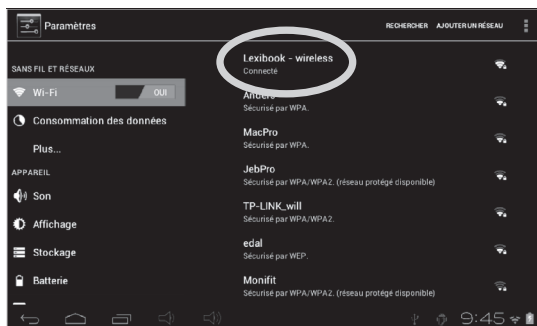 Paramètres
RECHERCHER AJOUTER UN RÉSEAU
SANS FIL ET RÉSEAUX
Wi-Fi
OUI
Consommation des données
Plus...
APPAREIL
Son
Affichage
Stockage
Batterie
Lexibook - wireless
Connecté
Anders
Sécurisé par WPA.
MacPro
Sécurisé par WPA.
JebPro
Sécurisé par WPA/WPA2. (réseau protégé disponible)
TP-LINK_will
Sécurisé par WPA/WPA2.
edal
Sécurisé par WEP.
Monifit
Sécurisé par WPA/WPA2. (réseau protégé disponible)
9:45